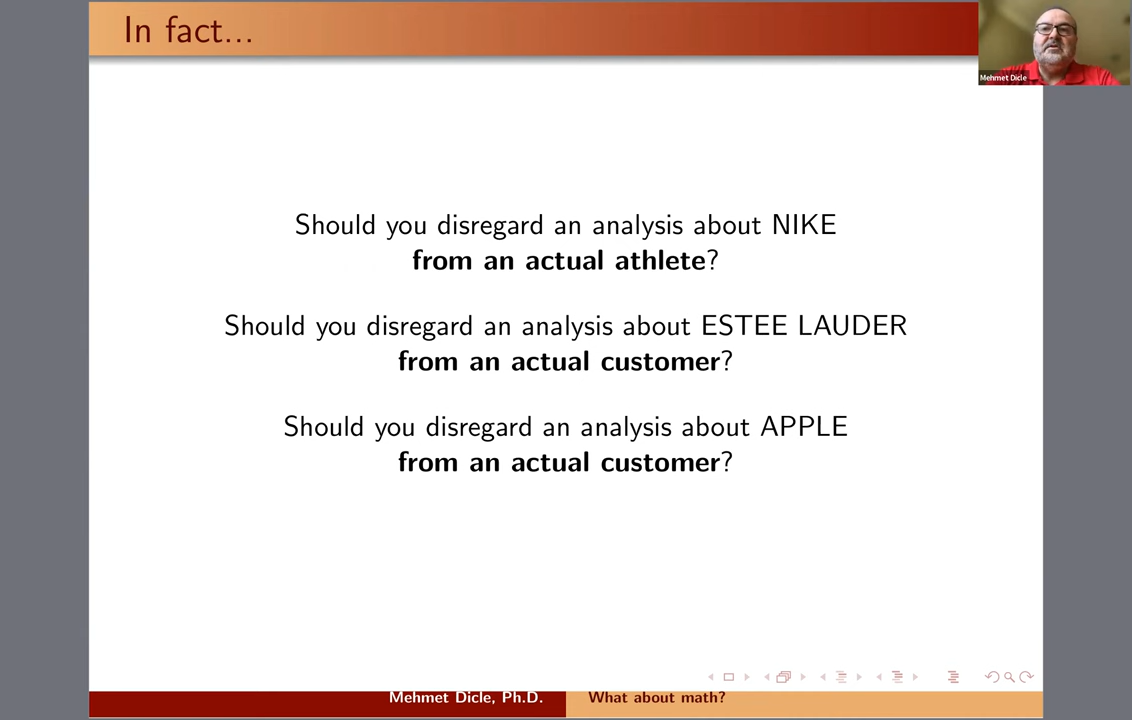 In fact...
Mehmet Dicle
Should you disregard an analysis about NIKE
from an actual athlete?
Should you disregard an analysis about ESTEE LAUDER
from an actual customer?
Should you disregard an analysis about APPLE
from an actual customer?
Mehmet Dicle, Ph.D.
What about math?